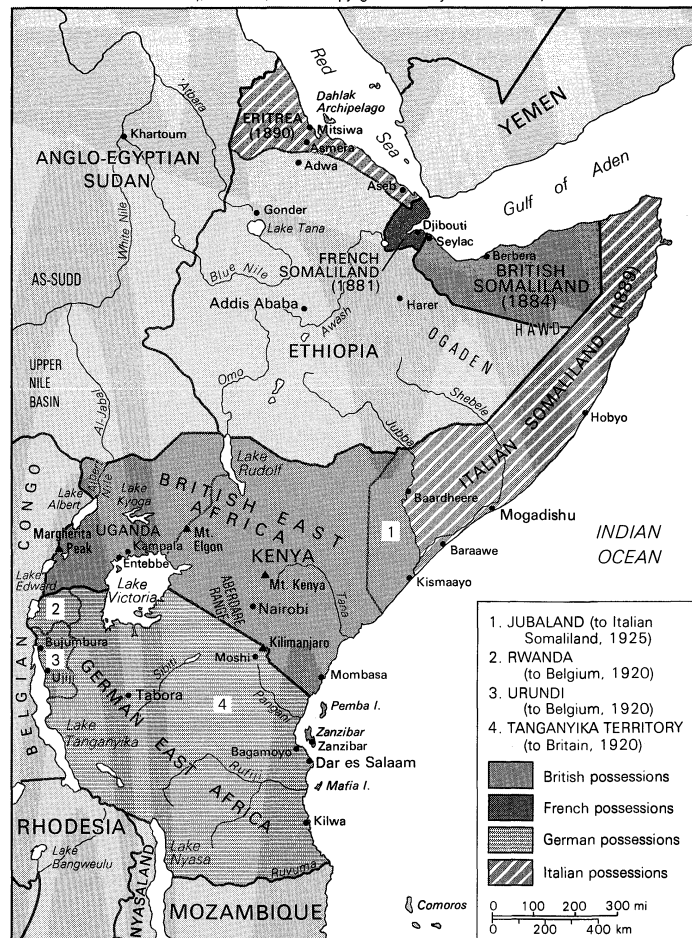 Red
Sea
'Atbara
Dahlak
Archipelago
ERITREA
(1890)
Mitsiwa
Asmera
Adwa
Aseb
YEMEN
Khartoum
ANGLO-EGYPTIAN
SUDAN
White Nile
Gonder
Lake Tana
Gulf of Aden
Djibouti
Seylac
Berbera
FRENCH
SOMALILAND
(1881)
BRITISH
SOMALILAND
(1884)
AS-SUDD
Blue Nile
Addis Ababa
Awash
Harer
HAWD
ETHIOPIA
OGADEN
ITALIAN SOMALILAND (1889)
UPPER
NILE
BASIN
Al-Jabal
Omo
Shebele
Jubba
Hobyo
Lake
Rudolf
BRITISH EAST
AFRICA
Baardheere
Mogadishu
BELGIAN CONGO
Albert
Nile
Lake
Albert
Lake
Kyoga
Margherita
Peak
UGANDA
Mt.
Elgon
Kampala
Entebbe
KENYA
1
INDIAN
OCEAN
Baraawe
Kismaayo
Lake
Edward
Lake
Victoria
ABERDARE
RANGE
Mt. Kenya
Tana
Nairobi
2
Bujumbura
3
Ujiji
Kilimanjaro
Moshi
Mombasa
GERMAN EAST AFRICA
Tabora
4
Pangani
Pemba I.
Zanzibar
Zanzibar
Lake
Tanganyika
Bagamoyo
Dar es Salaam
Rufiji
Mafia I.
Kilwa
RHODESIA
Lake
Bangweulu
NYASALAND
Lake
Nyasa
Ruvuma
MOZAMBIQUE
Comoros
1. JUBALAND (to Italian
Somaliland, 1925)
2. RWANDA
(to Belgium, 1920)
3. URUNDI
(to Belgium, 1920)
4. TANGANYIKA TERRITORY
(to Britain, 1920)
British possessions
French possessions
German possessions
Italian possessions
0 100 200 300 mi
0 200 400 km